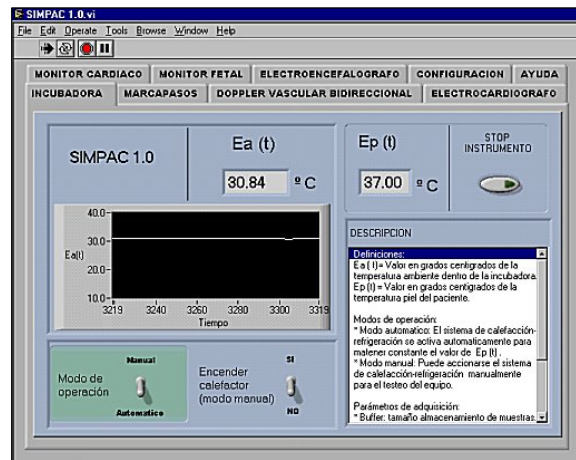 SIMPAC 1.0.vi
File Edit Operate Tools Browse Window Help
MONITOR CARDIACO MONITOR FETAL ELECTROENCEFALOGRAFO CONFIGURACION AYUDA
INCUBADORA MARCAPASOS DOPPLER VASCULAR BIDIRECCIONAL ELECTROCARDIOGRAFO
SIMPAC 1.0
Ea (t)
30.84 º C
Ep (t)
37.00 º C
STOP
INSTRUMENTO
40.0
30.0
Ea(t)
20.0
10.0
3219 3240 3260 3280 3300 3319
Tiempo
DESCRIPCION
Definiciones:
Ea ( t)= Valor en grados centigrados de la
temperatura ambiente dentro de la incubadora.
Ep (t)= Valor en grados centigrados de la
temperatura piel del paciente.
Modos de operación:
* Modo automatico: El sistema de calefacción-
refrigeración se activa automaticamente para
matener constante el valor de Ep (t) .
* Modo manual: Puede accionarse el sistema
de calefacción-refrigeración manualmente
para el testeo del equipo.
Parámetros de adquisición:
* Buffer: tamaño almacenamiento de muestras.
Manual
Modo de
operación
Automatico
Encender
calefactor
(modo manual)
SI
NO